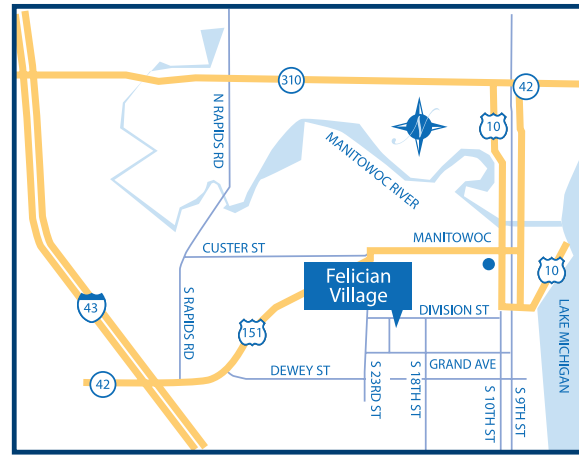 310
42
10
N RAPIDS RD
N
MANITOWOC RIVER
MANITOWOC
CUSTER ST
Felician
Village
10
43
S RAPIDS RD
151
DIVISION ST
LAKE MICHIGAN
DEWEY ST
GRAND AVE
42
S 23RD ST
S 18TH ST
S 10TH ST
S 9TH ST